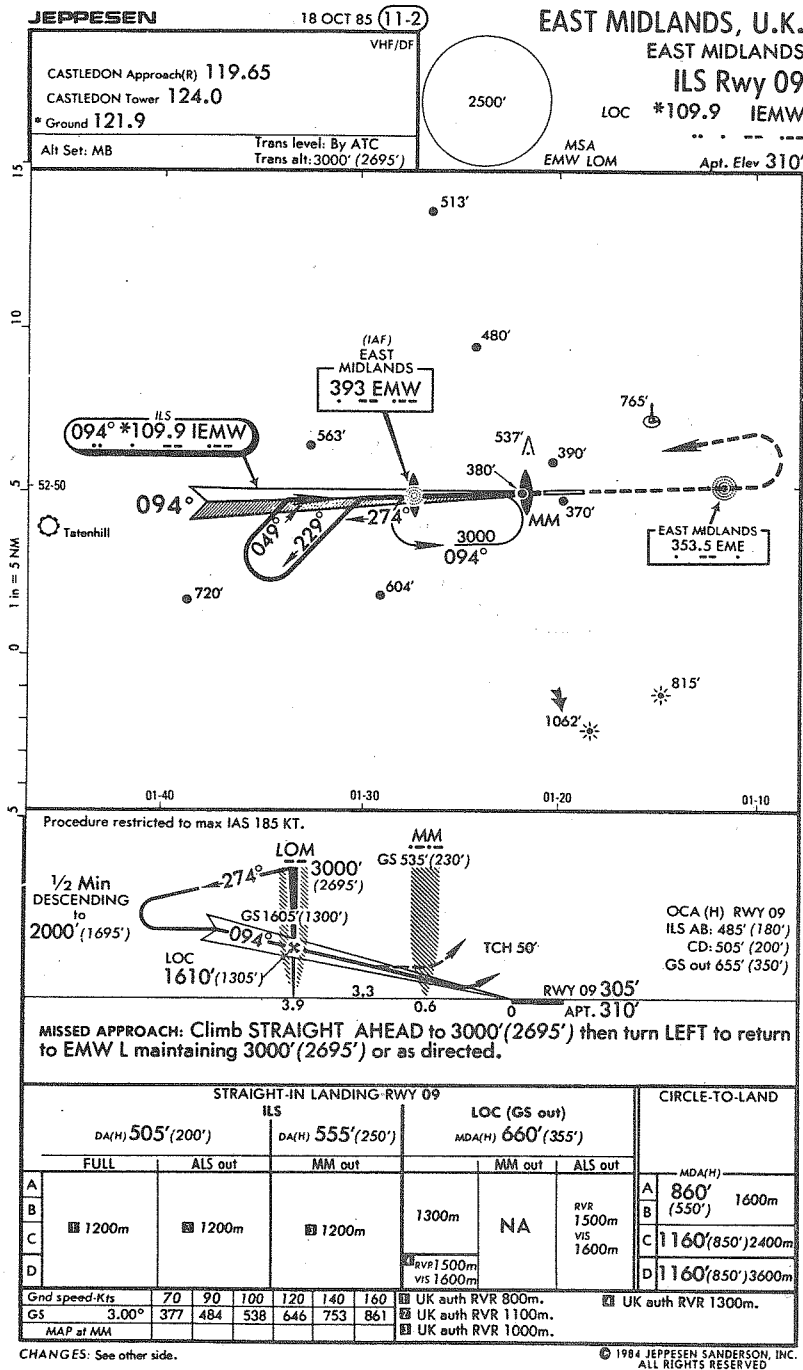 JEPPESEN 18 OCT 85 11-2 EAST MIDLANDS, U.K.
EAST MIDLANDS
ILS Rwy 09
LOC *109.9 IEMW
VHF/DF
CASTLEDON Approach(R) 119.65
CASTLEDON Tower 124.0
* Ground 121.9
Alt Set: MB
Trans level: By ATC
Trans alt: 3000' (2695')
2500'
MSA
EMW LOM
Apt. Elev 310'
15
513'
10
480'
(IAF)
EAST
MIDLANDS
393 EMW
765'
ILS
094° *109.9 IEMW
563'
537'
390'
380'
5
52-50
094°
274°
370'
MM
Tatenhill
049°
229°
3000
094°
EAST MIDLANDS
353.5 EME
1 in = 5 NM
720'
604'
0
815'
1062'
5
01-40
01-30
01-20
01-10
Procedure restricted to max IAS 185 KT.
LOM
MM
274°
3000'
(2695')
GS 535'(230')
1/2 Min
DESCENDING
to
2000'(1695')
GS1605'(1300')
094°
LOC
1610'(1305')
TCH 50'
OCA (H) RWY 09
ILS AB: 485' (180')
CD: 505' (200')
GS out 655' (350')
3.9
3.3
0.6
0
RWY 09 305'
APT. 310'
MISSED APPROACH: Climb STRAIGHT AHEAD to 3000'(2695') then turn LEFT to return
to EMW L maintaining 3000'(2695') or as directed.
STRAIGHT-IN LANDING RWY 09
CIRCLE-TO-LAND
ILS
LOC (GS out)
DA(H) 505'(200')
DA(H) 555'(250')
MDA(H) 660'(355')
FULL
ALS out
MM out
MM out
ALS out
MDA(H)
A
B
C
D
1 1200m
2 1200m
3 1200m
1300m
4 RVR 1500m
VIS 1600m
NA
RVR
1500m
VIS
1600m
A
B
860'
(550')
1600m
C 1160'(850') 2400m
D 1160'(850') 3600m
Gnd speed-Kts 70 90 100 120 140 160
GS 3.00° 377 484 538 646 753 861
MAP at MM
1 UK auth RVR 800m.
2 UK auth RVR 1100m.
3 UK auth RVR 1000m.
4 UK auth RVR 1300m.
CHANGES: See other side.
© 1984 JEPPESEN SANDERSON, INC.
ALL RIGHTS RESERVED